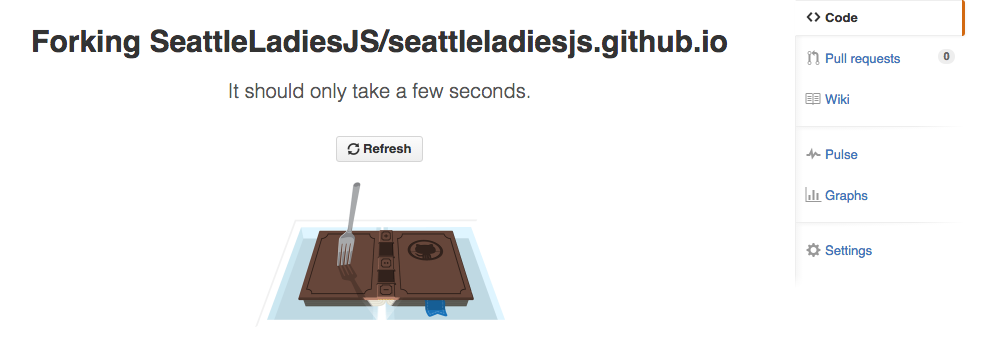 Forking SeattleLadiesJS/seattleladiesjs.github.io
It should only take a few seconds.
Refresh
Code
Pull requests 0
Wiki
Pulse
Graphs
Settings